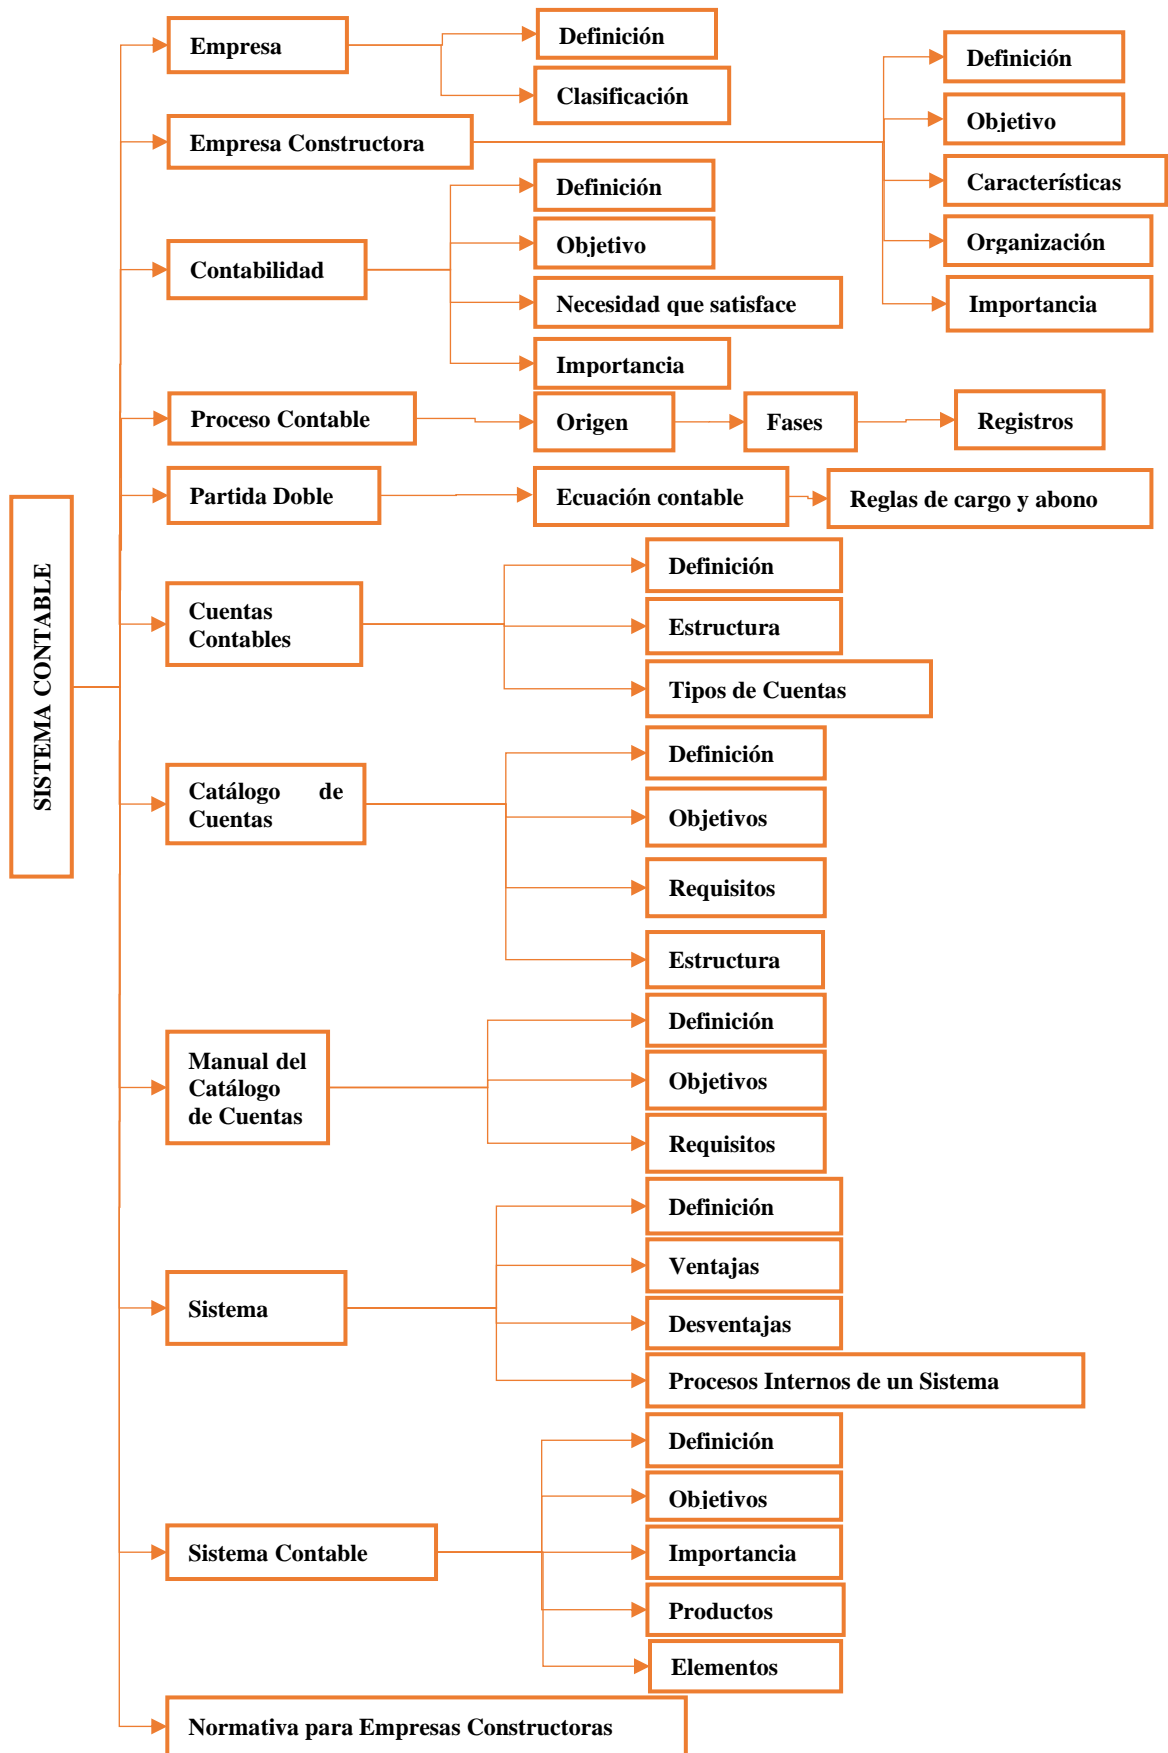 SISTEMA CONTABLE
Empresa
Definición
Clasificación
Empresa Constructora
Definición
Objetivo
Características
Organización
Importancia
Contabilidad
Definición
Objetivo
Necesidad que satisface
Importancia
Proceso Contable
Origen
Fases
Registros
Partida Doble
Ecuación contable
Reglas de cargo y abono
Cuentas
Contables
Definición
Estructura
Tipos de Cuentas
Catálogo de
Cuentas
Definición
Objetivos
Requisitos
Estructura
Manual del
Catálogo
de Cuentas
Definición
Objetivos
Requisitos
Sistema
Definición
Ventajas
Desventajas
Procesos Internos de un Sistema
Sistema Contable
Definición
Objetivos
Importancia
Productos
Elementos
Normativa para Empresas Constructoras